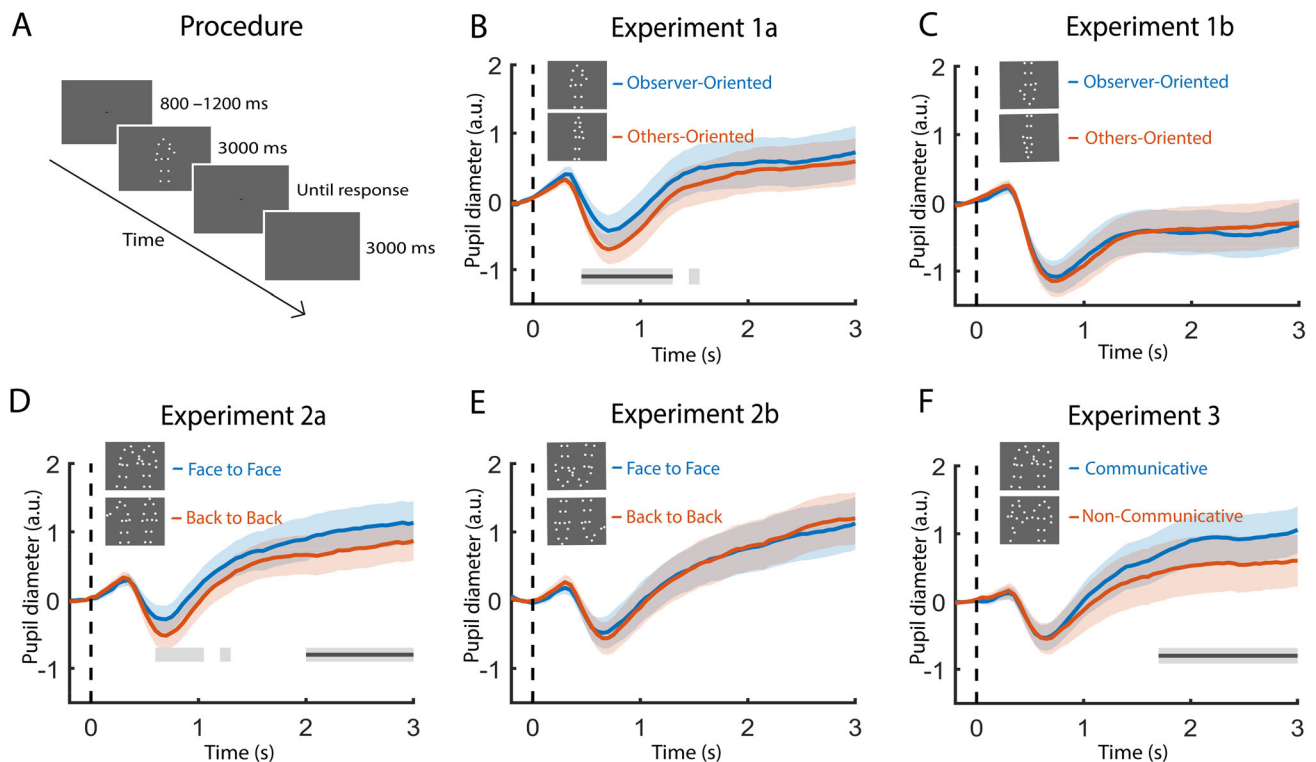 A
Procedure
800 –1200 ms
3000 ms
Until response
3000 ms
Time
B
Experiment 1a
Observer-Oriented
Others-Oriented
Pupil diameter (a.u.)
2
1
0
-1
0
1
2
3
Time (s)
C
Experiment 1b
Observer-Oriented
Others-Oriented
Pupil diameter (a.u.)
2
1
0
-1
0
1
2
3
Time (s)
D
Experiment 2a
Face to Face
Back to Back
Pupil diameter (a.u.)
2
1
0
-1
0
1
2
3
Time (s)
E
Experiment 2b
Face to Face
Back to Back
Pupil diameter (a.u.)
2
1
0
-1
0
1
2
3
Time (s)
F
Experiment 3
Communicative
Non-Communicative
Pupil diameter (a.u.)
2
1
0
-1
0
1
2
3
Time (s)